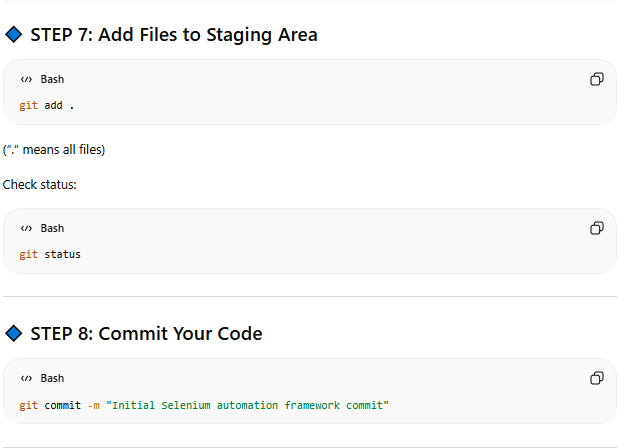 STEP 7: Add Files to Staging Area
Bash
git add .
("." means all files)
Check status:
Bash
git status
STEP 8: Commit Your Code
Bash
git commit -m "Initial Selenium automation framework commit"